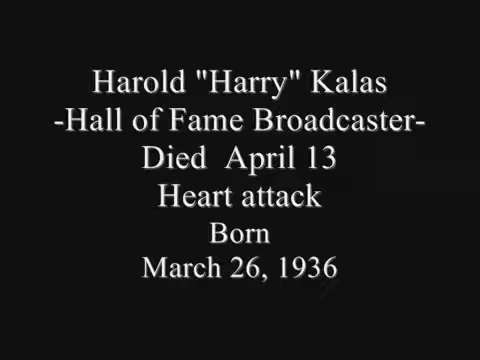 Harold "Harry" Kalas
-Hall of Fame Broadcaster-
Died  April 13
Heart attack
Born
March 26, 1936